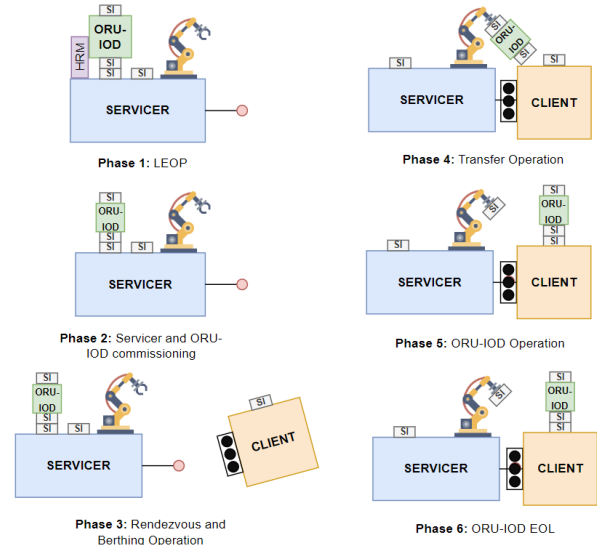 SI
ORU-
IOD
HRM
SI
SI
SI
SERVICER
Phase 1: LEOP
SI
ORU-
IOD
SI
SI
SI
SERVICER
Phase 2: Servicer and ORU-
IOD commissioning
SI
ORU-
IOD
SI
SI
SI
SERVICER
SI
CLIENT
Phase 3: Rendezvous and
Berthing Operation
SI
ORU-
IOD
SI
SI
SI
SERVICER
CLIENT
Phase 4: Transfer Operation
SI
SI
SI
ORU-
IOD
SI
SI
SERVICER
CLIENT
Phase 5: ORU-IOD Operation
SI
SI
SI
ORU-
IOD
SI
SI
SERVICER
CLIENT
Phase 6: ORU-IOD EOL